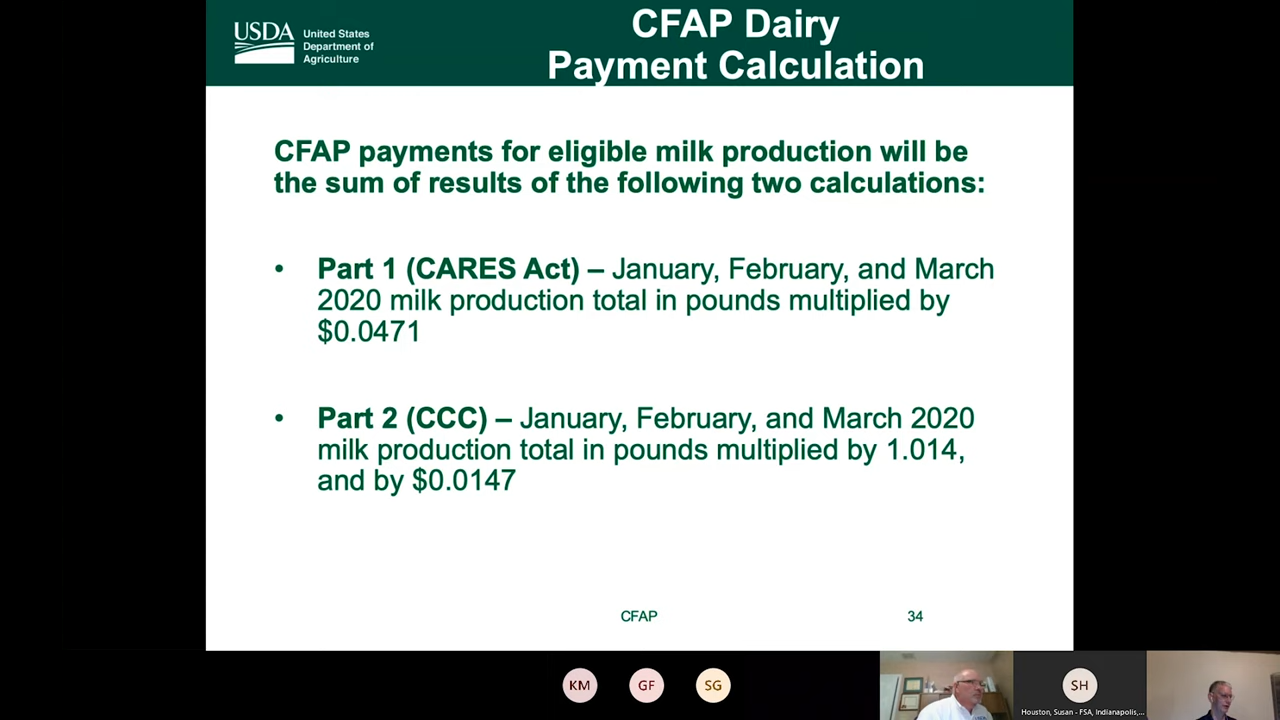 USDA
United States
Department of
Agriculture
CFAP Dairy
Payment Calculation
CFAP payments for eligible milk production will be
the sum of results of the following two calculations:
• Part 1 (CARES Act) – January, February, and March
2020 milk production total in pounds multiplied by
$0.0471
• Part 2 (CCC) – January, February, and March 2020
milk production total in pounds multiplied by 1.014,
and by $0.0147
CFAP
34
KM
GF
SG
SH
Houston, Susan - FSA, Indianapolis,...